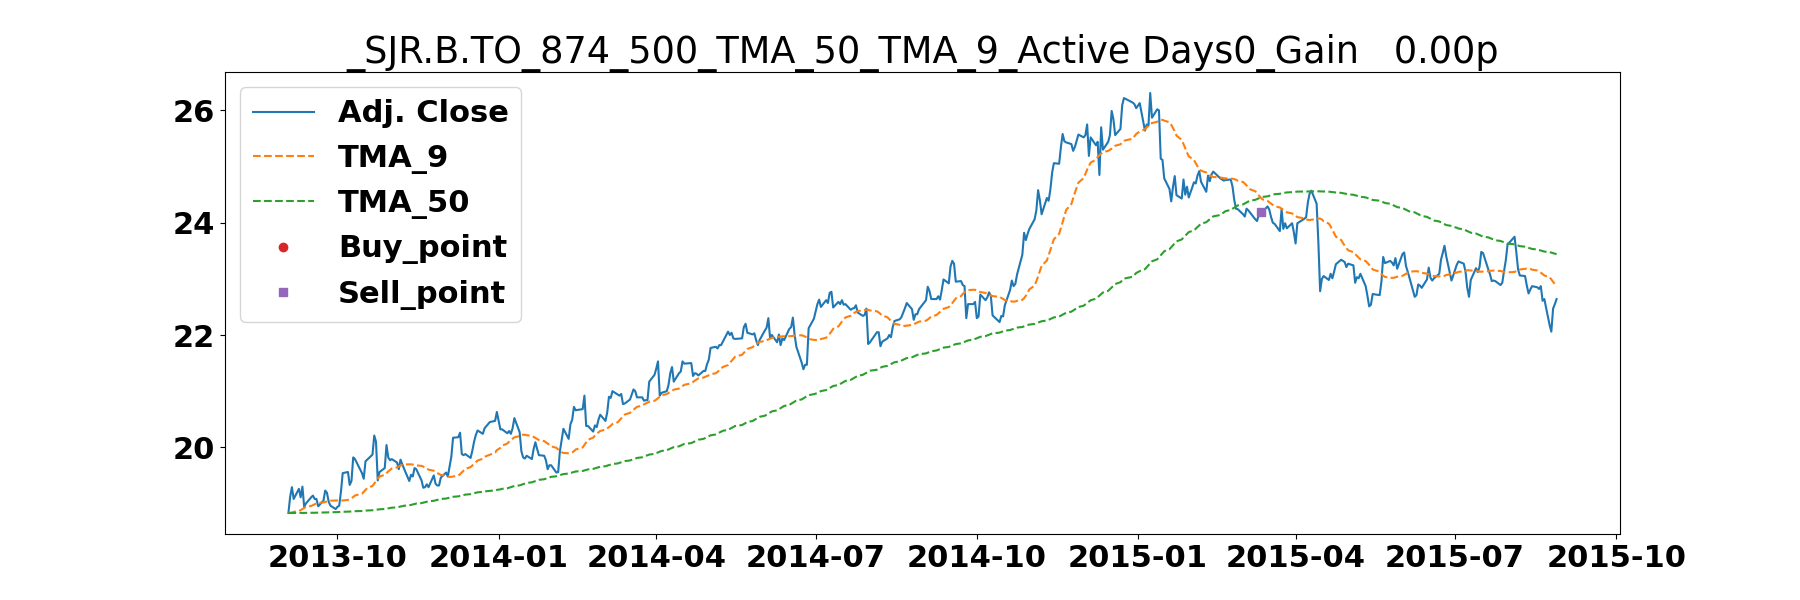 _SJR.B.TO_874_500_TMA_50_TMA_9_Active Days0_Gain   0.00p
Adj. Close
TMA_9
TMA_50
Buy_point
Sell_point
26
24
22
20
2013-10 2014-01 2014-04 2014-07 2014-10 2015-01 2015-04 2015-07 2015-10